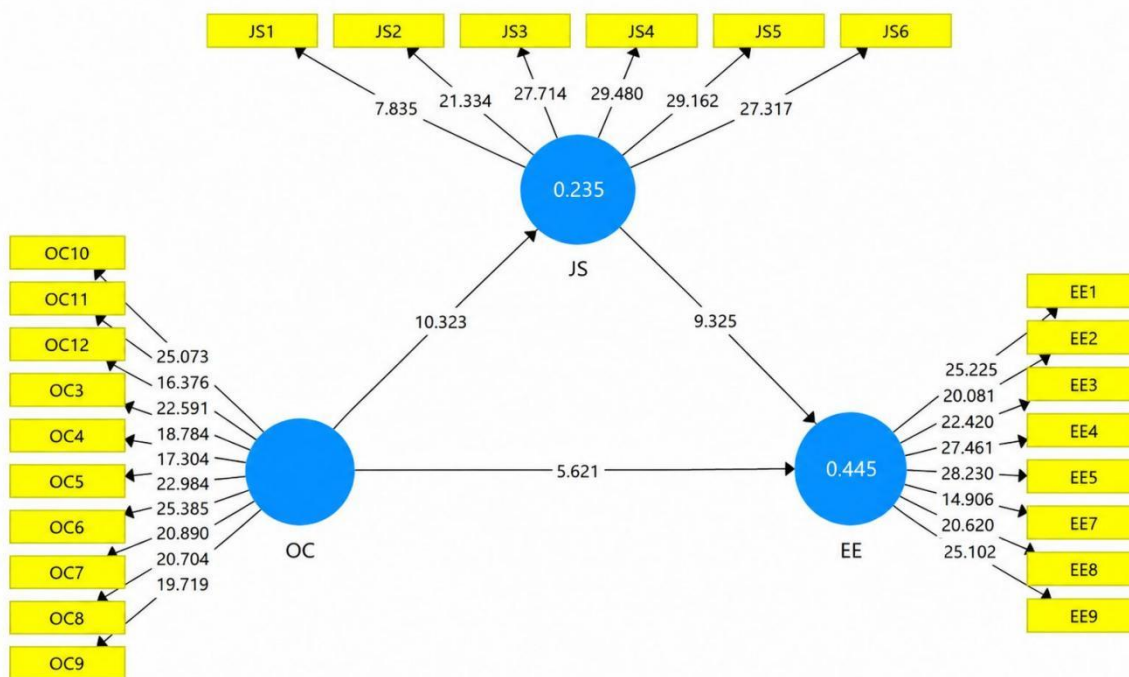 JS1 JS2 JS3 JS4 JS5 JS6
7.835 21.334 27.714 29.480 29.162 27.317
0.235
JS
OC10
OC11
OC12
OC3
OC4
OC5
OC6
OC7
OC8
OC9
25.073
16.376
22.591
18.784
17.304
22.984
25.385
20.890
20.704
19.719
OC
10.323
9.325
5.621
0.445
EE
25.225
20.081
22.420
27.461
28.230
14.906
20.620
25.102
EE1
EE2
EE3
EE4
EE5
EE7
EE8
EE9